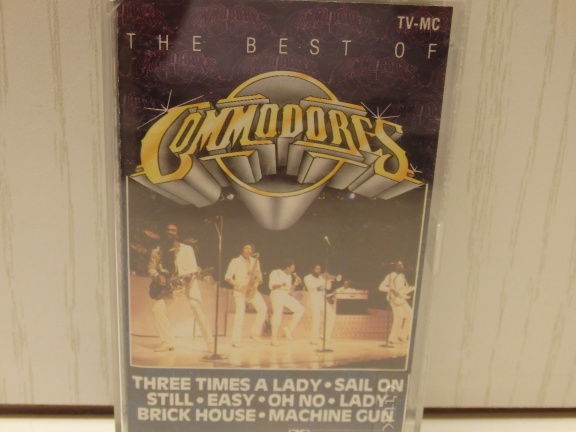 TV-MC
THE BEST OF
COMMODORES
THREE TIMES A LADY • SAIL ON
STILL • EASY • OH NO • LADY
BRICK HOUSE • MACHINE GUN